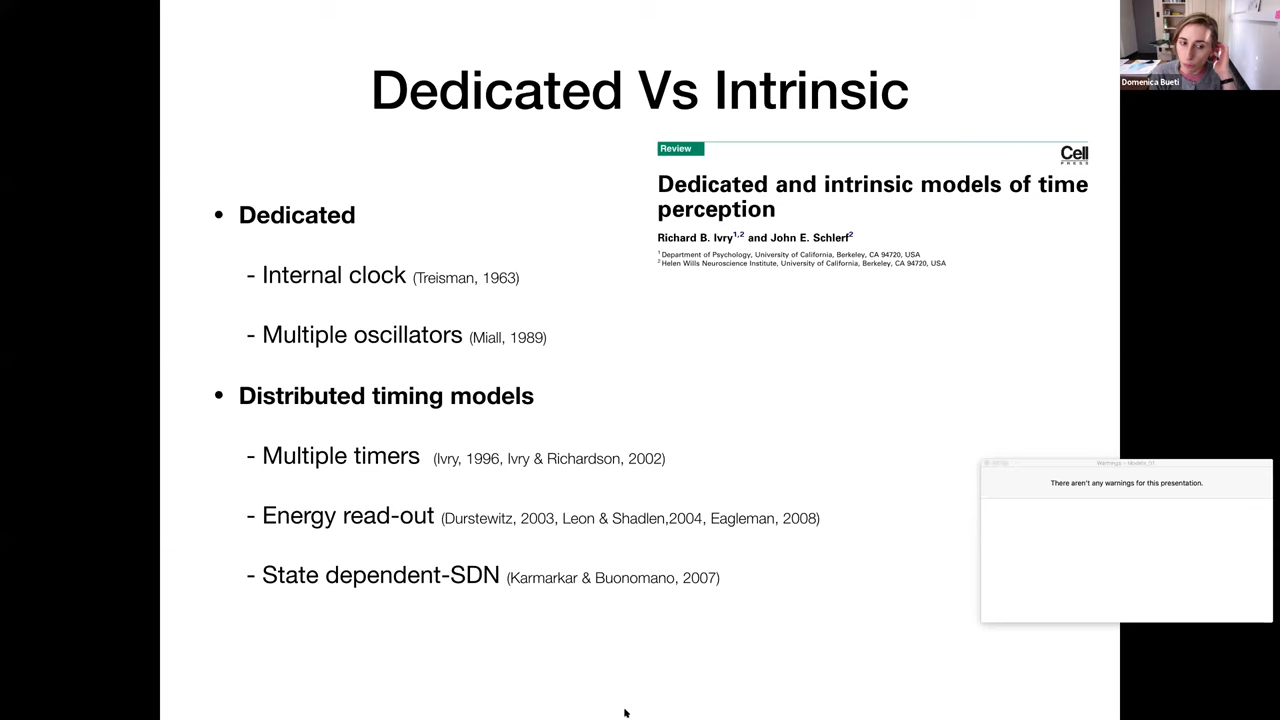 Dedicated Vs Intrinsic
Domenica Bueti
Review
Cell
PRESS
Dedicated and intrinsic models of time
perception
Richard B. Ivry1,2 and John E. Schlerf2
1 Department of Psychology, University of California, Berkeley, CA 94720, USA
2 Helen Wills Neuroscience Institute, University of California, Berkeley, CA 94720, USA
• Dedicated
- Internal clock (Treisman, 1963)
- Multiple oscillators (Miall, 1989)
• Distributed timing models
- Multiple timers (Ivry, 1996, Ivry & Richardson, 2002)
- Energy read-out (Durstewitz, 2003, Leon & Shadlen,2004, Eagleman, 2008)
- State dependent-SDN (Karmarkar & Buonomano, 2007)
Warnings –
There aren't any warnings for this presentation.